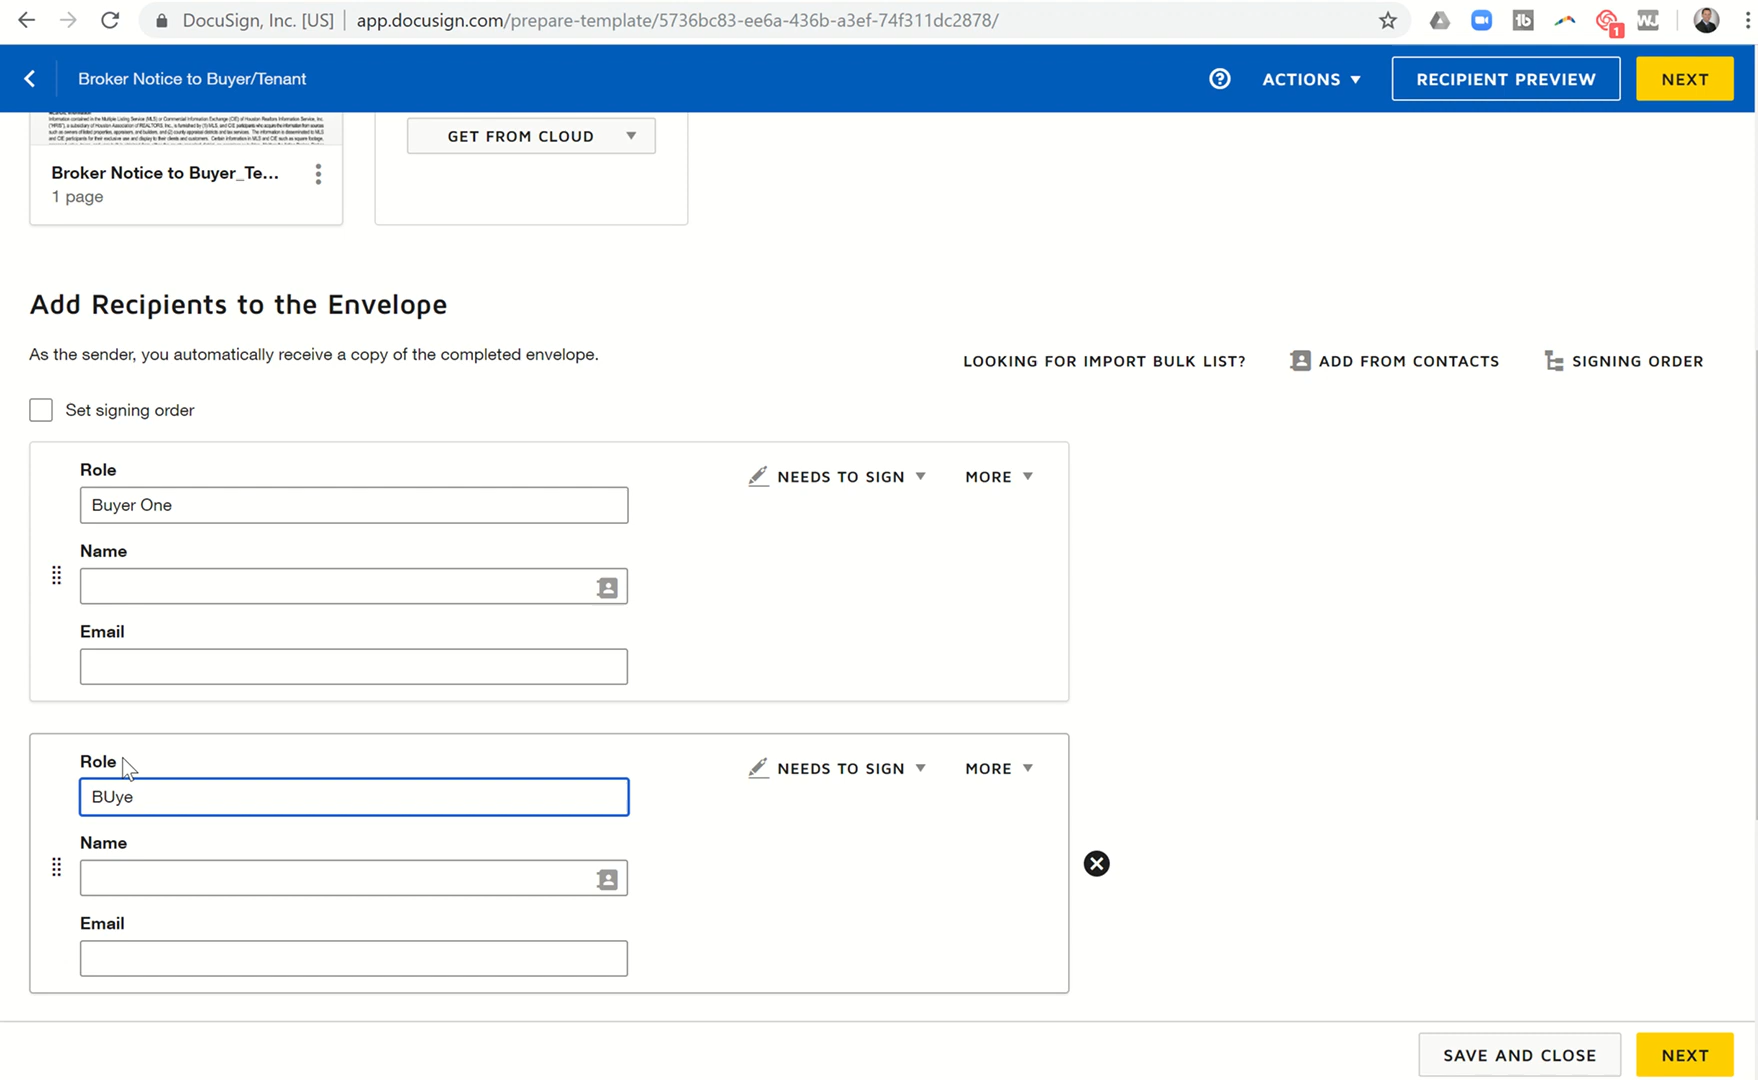 DocuSign, Inc. [US] | app.docusign.com/prepare-template/5736bc83-ee6a-436b-a3ef-74f311dc2878/
1
Broker Notice to Buyer/Tenant
ACTIONS
RECIPIENT PREVIEW
NEXT
GET FROM CLOUD
Broker Notice to Buyer_Te...
1 page
Add Recipients to the Envelope
As the sender, you automatically receive a copy of the completed envelope.
LOOKING FOR IMPORT BULK LIST?
ADD FROM CONTACTS
SIGNING ORDER
Set signing order
Role
NEEDS TO SIGN
MORE
Buyer One
Name
Email
Role
NEEDS TO SIGN
MORE
BUye
Name
Email
SAVE AND CLOSE
NEXT